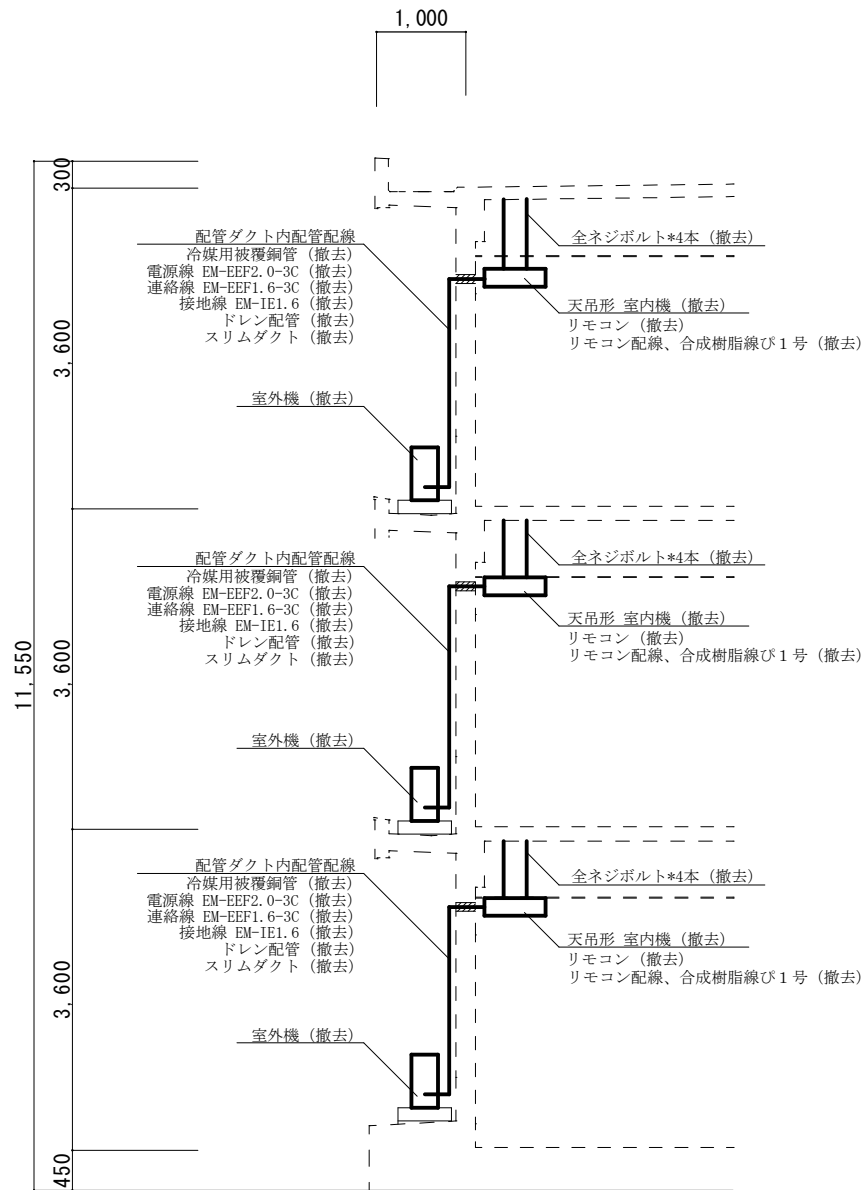 1,000
300
配管ダクト内配管配線
冷媒用被覆銅管 (撤去)
電源線 EM-EEF2.0-3C (撤去)
連絡線 EM-EEF1.6-3C (撤去)
接地線 EM-IE1.6 (撤去)
ドレン配管 (撤去)
スリムダクト (撤去)
全ネジボルト*4本 (撤去)
天吊形 室内機 (撤去)
リモコン (撤去)
リモコン配線、合成樹脂線ぴ1号 (撤去)
3,600
室外機 (撤去)
配管ダクト内配管配線
冷媒用被覆銅管 (撤去)
電源線 EM-EEF2.0-3C (撤去)
連絡線 EM-EEF1.6-3C (撤去)
接地線 EM-IE1.6 (撤去)
ドレン配管 (撤去)
スリムダクト (撤去)
全ネジボルト*4本 (撤去)
天吊形 室内機 (撤去)
リモコン (撤去)
リモコン配線、合成樹脂線ぴ1号 (撤去)
11,550
3,600
室外機 (撤去)
配管ダクト内配管配線
冷媒用被覆銅管 (撤去)
電源線 EM-EEF2.0-3C (撤去)
連絡線 EM-EEF1.6-3C (撤去)
接地線 EM-IE1.6 (撤去)
ドレン配管 (撤去)
スリムダクト (撤去)
全ネジボルト*4本 (撤去)
天吊形 室内機 (撤去)
リモコン (撤去)
リモコン配線、合成樹脂線ぴ1号 (撤去)
3,600
室外機 (撤去)
450